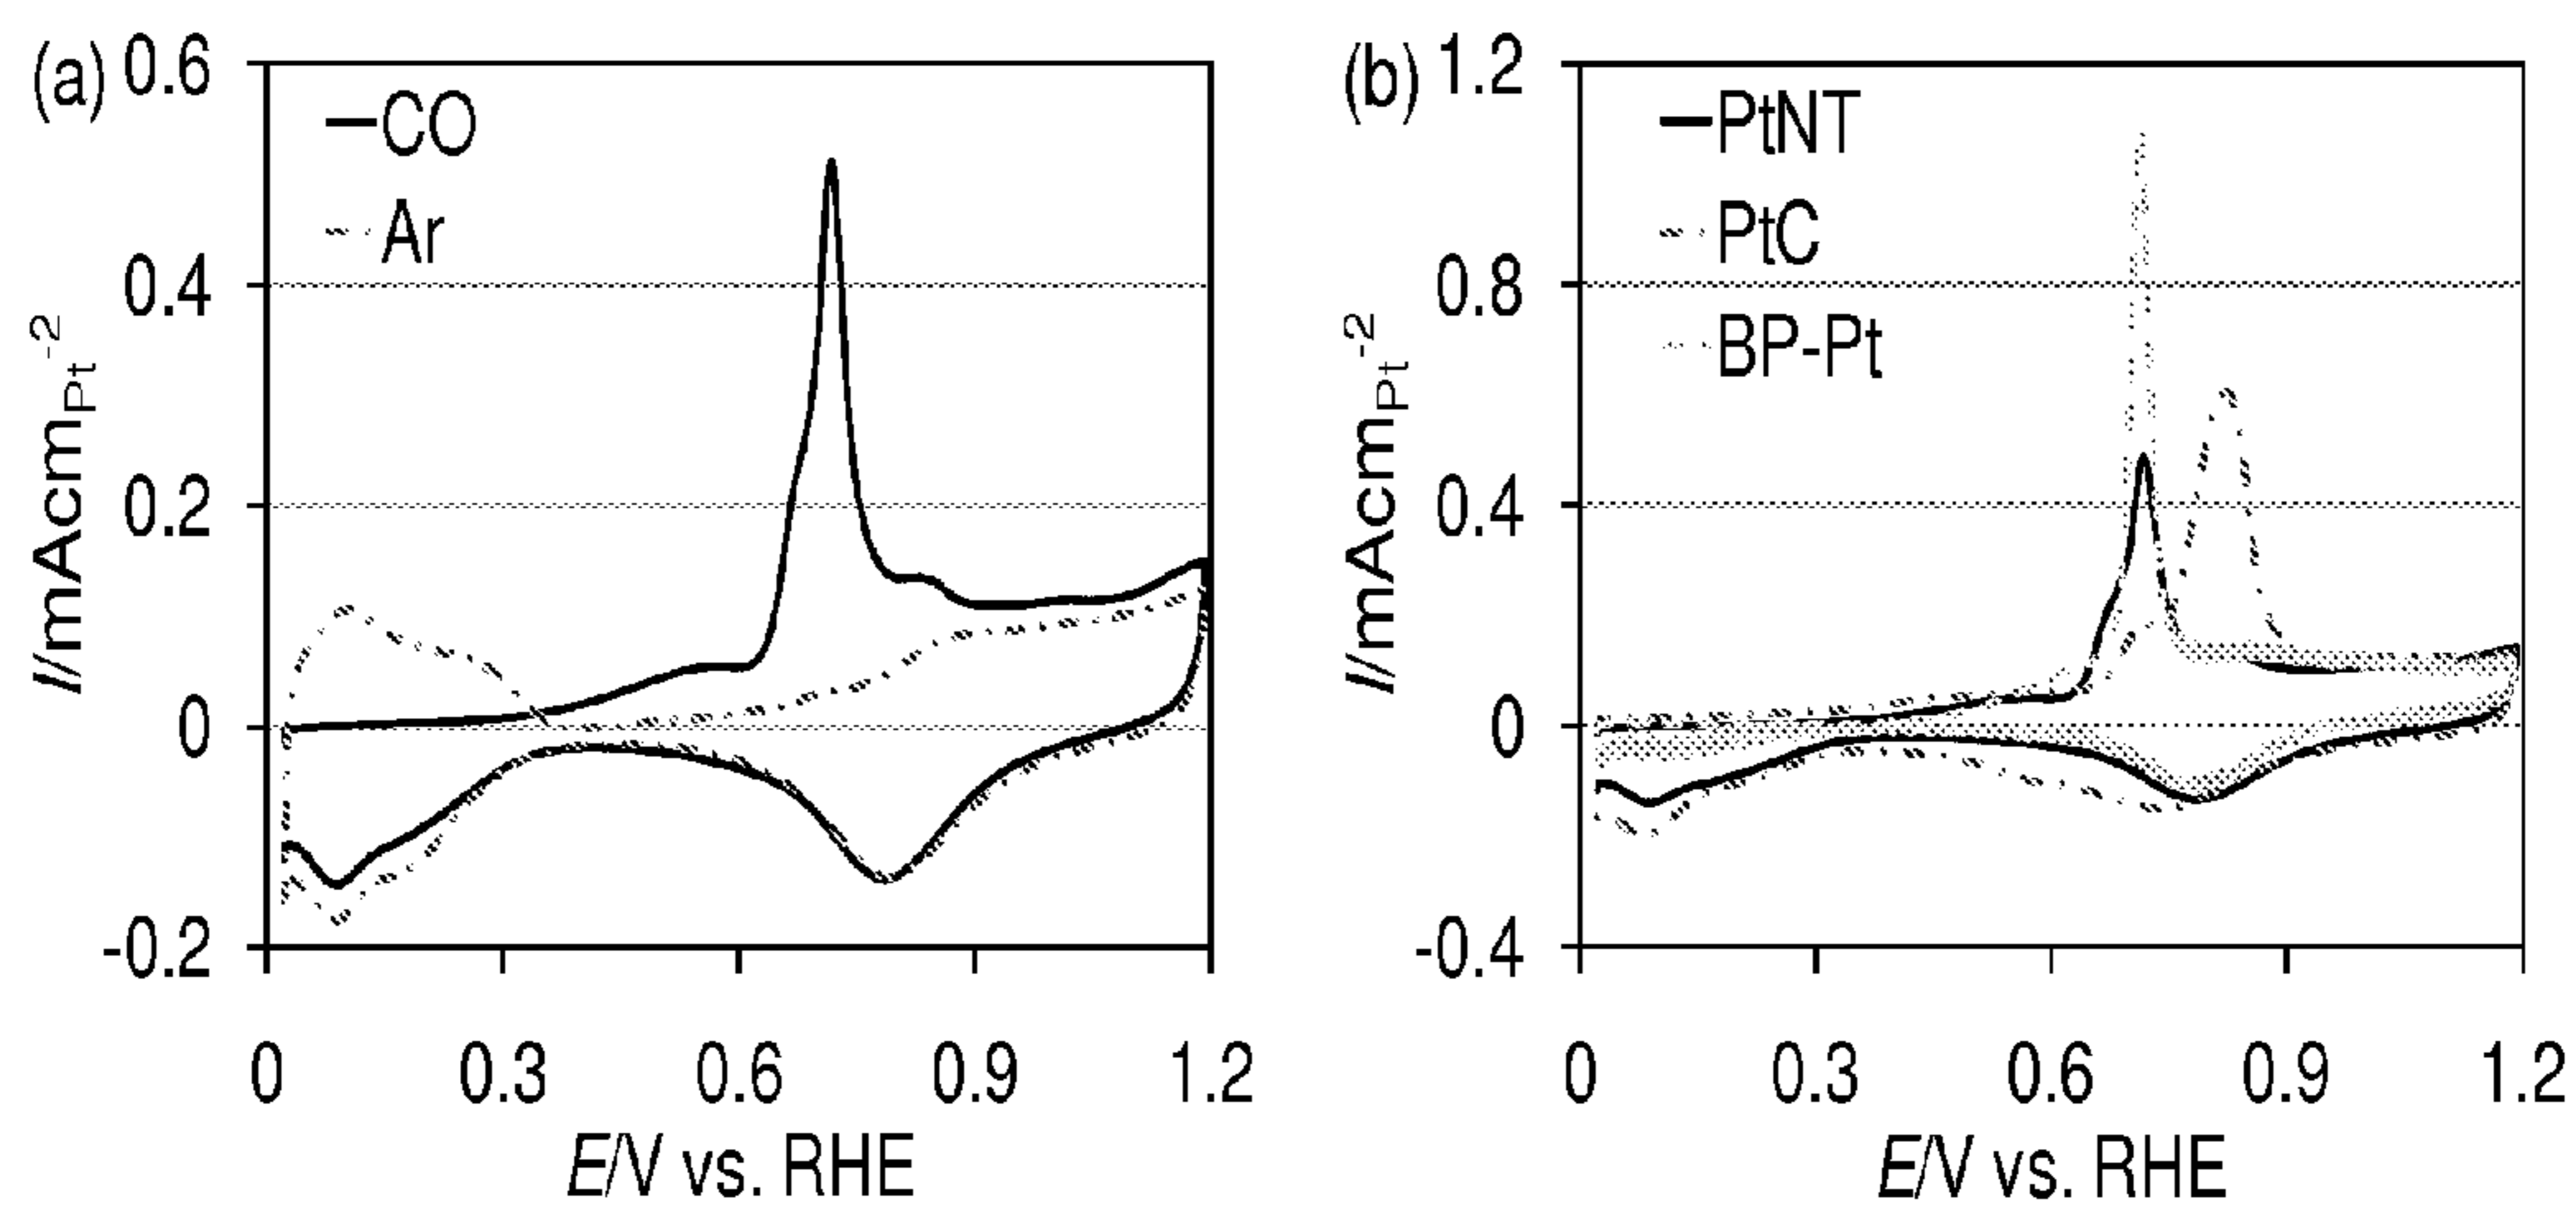 (a)
0.6
0.4
0.2
0
-0.2
CO
Ar
I/mAcmPt-2
0 0.3 0.6 0.9 1.2
E/V vs. RHE
(b)
1.2
0.8
0.4
0
-0.4
PtNT
PtC
BP-Pt
I/mAcmPt-2
0 0.3 0.6 0.9 1.2
E/V vs. RHE